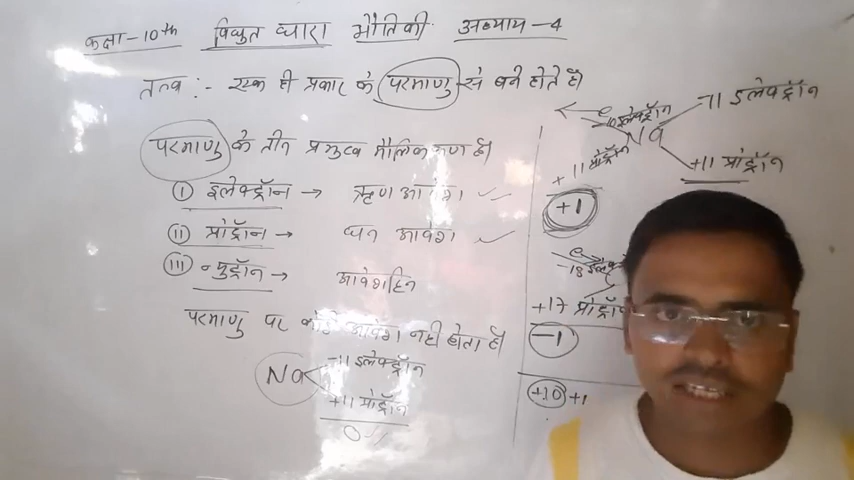 कक्षा-10th विद्युत धारा भौतिकी अध्याय-4
तत्व :- एक ही प्रकार के परमाणु से बने होते है।
परमाणु के तीन प्रमुख मौलिक कण है।
(i) इलेक्ट्रॉन → ऋण आवेश
(ii) प्रोट्रॉन → धन आवेश
(iii) न्युट्रॉन → आवेशहिन
परमाणु पर कोई आवेश नही होता है।
Na
-11 इलेक्ट्रॉन
+11 प्रोट्रॉन
0
Na
-11 इलेक्ट्रॉन
+11 प्रोट्रॉन
e
-10 इलेक्ट्रॉन
+11 प्रोट्रॉन
+1
e
-18
+17 प्रोट्रॉन
-1
+10 +1